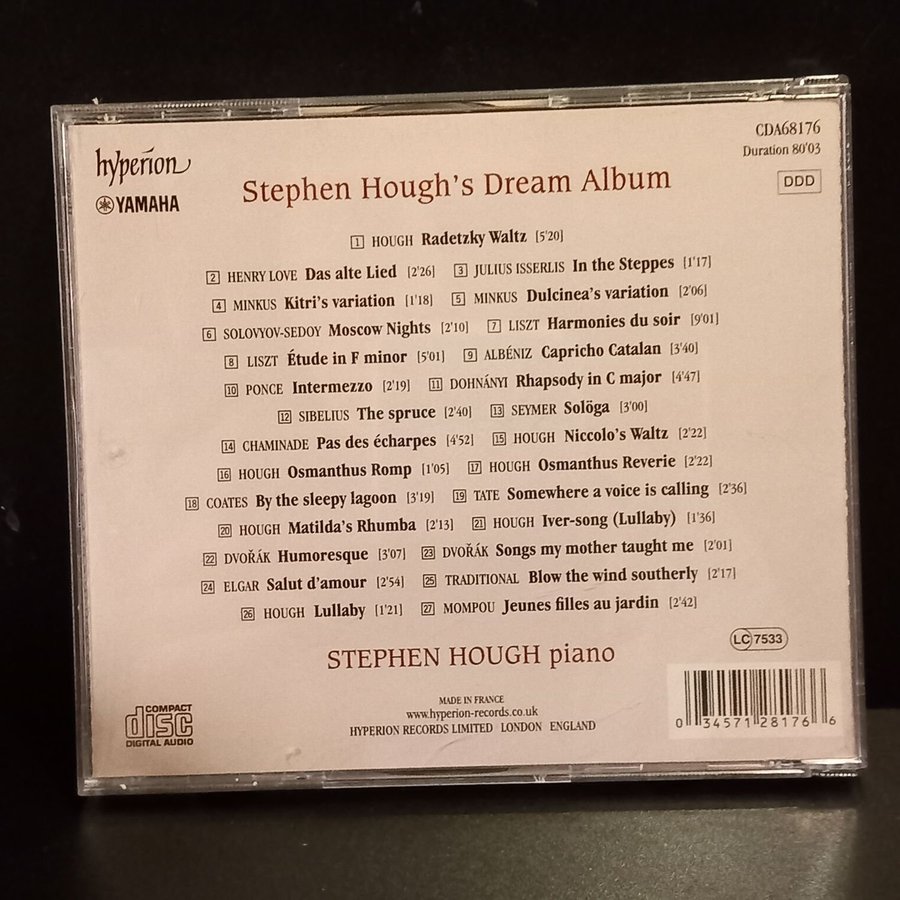 hyperion
YAMAHA
CDA68176
Duration 80'03
DDD
Stephen Hough's Dream Album
1 HOUGH Radetzky Waltz [5'20]
2 HENRY LOVE Das alte Lied [2'26] 3 JULIUS ISSERLIS In the Steppes [1'17]
4 MINKUS Kitri's variation [1'18] 5 MINKUS Dulcinea's variation [2'06]
6 SOLOVYOV-SEDOY Moscow Nights [2'10] 7 LISZT Harmonies du soir [9'01]
8 LISZT Étude in F minor [5'01] 9 ALBÉNIZ Capricho Catalan [3'40]
10 PONCE Intermezzo [2'19] 11 DOHNÁNYI Rhapsody in C major [4'47]
12 SIBELIUS The spruce [2'40] 13 SEYMER Solöga [3'00]
14 CHAMINADE Pas des écharpes [4'52] 15 HOUGH Niccolo's Waltz [2'22]
16 HOUGH Osmanthus Romp [1'05] 17 HOUGH Osmanthus Reverie [2'22]
18 COATES By the sleepy lagoon [3'19] 19 TATE Somewhere a voice is calling [2'36]
20 HOUGH Matilda's Rhumba [2'13] 21 HOUGH Iver-song (Lullaby) [1'36]
22 DVOŘÁK Humoresque [3'07] 23 DVOŘÁK Songs my mother taught me [2'01]
24 ELGAR Salut d'amour [2'54] 25 TRADITIONAL Blow the wind southerly [2'17]
26 HOUGH Lullaby [1'21] 27 MOMPOU Jeunes filles au jardin [2'42]
STEPHEN HOUGH piano
LC 7533
COMPACT
disc
DIGITAL AUDIO
MADE IN FRANCE
www.hyperion-records.co.uk
HYPERION RECORDS LIMITED LONDON ENGLAND
0 34571 28176 6